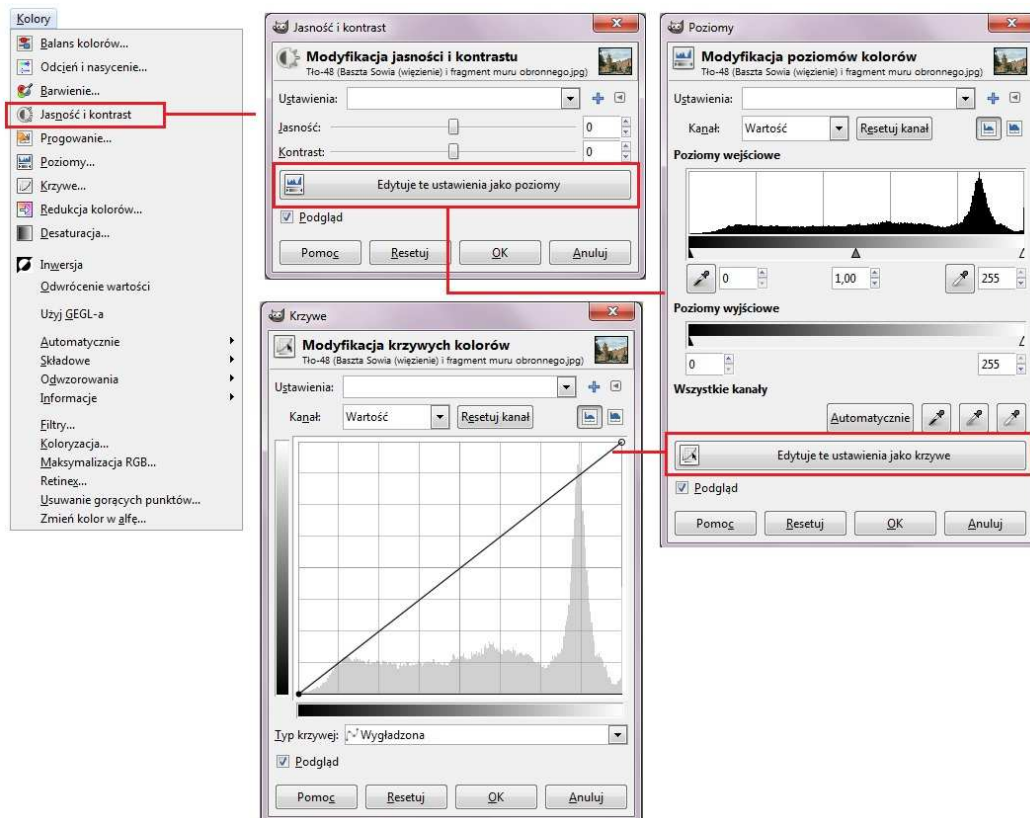 Kolory
Balans kolorów...
Odcień i nasycenie...
Barwienie...
Jasność i kontrast
Progowanie...
Poziomy...
Krzywe...
Redukcja kolorów...
Desaturacja...
Inwersja
Odwrócenie wartości
Użyj GEGL-a
Automatycznie
Składowe
Odwzorowania
Informacje
Filtry...
Koloryzacja...
Maksymalizacja RGB...
Retinex...
Usuwanie gorących punktów...
Zmień kolor w alfę...
Jasność i kontrast
Modyfikacja jasności i kontrastu
Tło-48 (Baszta Sowia (więzienie) i fragment muru obronnego.jpg)
Ustawienia:
Jasność: 0
Kontrast: 0
Edytuje te ustawienia jako poziomy
Podgląd
Pomoc Resetuj OK Anuluj
Poziomy
Modyfikacja poziomów kolorów
Tło-48 (Baszta Sowia (więzienie) i fragment muru obronnego.jpg)
Ustawienia:
Kanał: Wartość Resetuj kanał
Poziomy wejściowe
0 1,00 255
Poziomy wyjściowe
0 255
Wszystkie kanały
Automatycznie
Edytuje te ustawienia jako krzywe
Podgląd
Pomoc Resetuj OK Anuluj
Krzywe
Modyfikacja krzywych kolorów
Tło-48 (Baszta Sowia (więzienie) i fragment muru obronnego.jpg)
Ustawienia:
Kanał: Wartość Resetuj kanał
Typ krzywej: Wygładzona
Podgląd
Pomoc Resetuj OK Anuluj